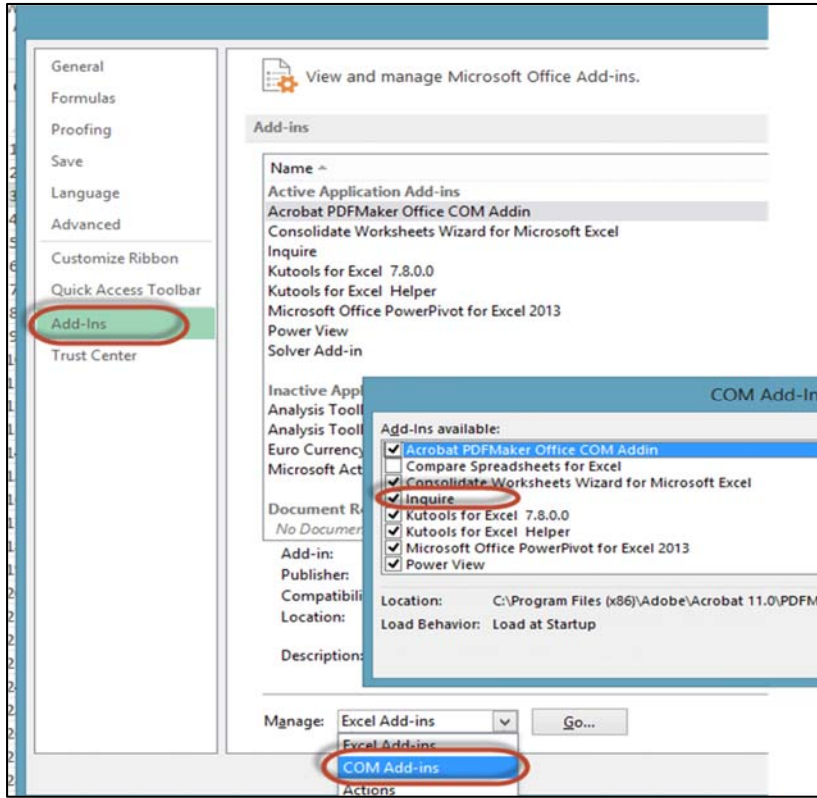 General
Formulas
Proofing
Save
Language
Advanced
Customize Ribbon
Quick Access Toolbar
Add-Ins
Trust Center
View and manage Microsoft Office Add-ins.
Add-ins
Name
Active Application Add-ins
Acrobat PDFMaker Office COM Addin
Consolidate Worksheets Wizard for Microsoft Excel
Inquire
Kutools for Excel 7.8.0.0
Kutools for Excel Helper
Microsoft Office PowerPivot for Excel 2013
Power View
Solver Add-in
Inactive Appl
Analysis Tooll
Analysis Tooll
Euro Currency
Microsoft Act
Document R
No Documen
Add-in:
Publisher:
Compatibili
Location:
Description:
Manage: Excel Add-ins Go...
Excel Add-ins
COM Add-ins
Actions
COM Add-In
Add-Ins available:
Acrobat PDFMaker Office COM Addin
Compare Spreadsheets for Excel
Consolidate Worksheets Wizard for Microsoft Excel
Inquire
Kutools for Excel 7.8.0.0
Kutools for Excel Helper
Microsoft Office PowerPivot for Excel 2013
Power View
Location: C:\Program Files (x86)\Adobe\Acrobat 11.0\PDFM
Load Behavior: Load at Startup